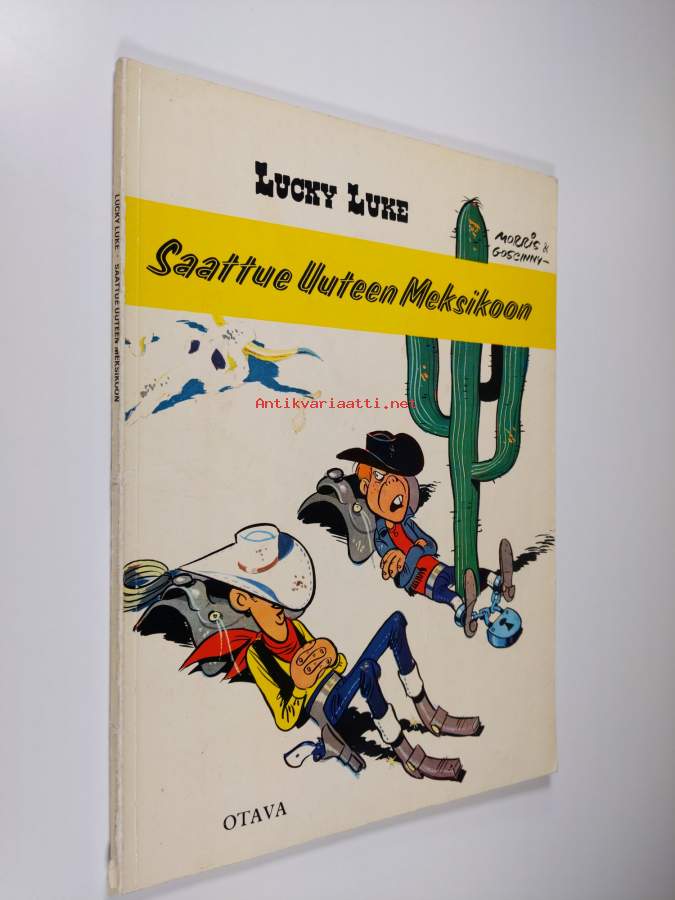 LUCKY LUKE
MORRIS &
GOSCINNY
Saattue Uuteen Meksikoon
LUCKY LUKE · SAATTUE UUTEEN MEKSIKOON
Antikvariaatti.net
OTAVA